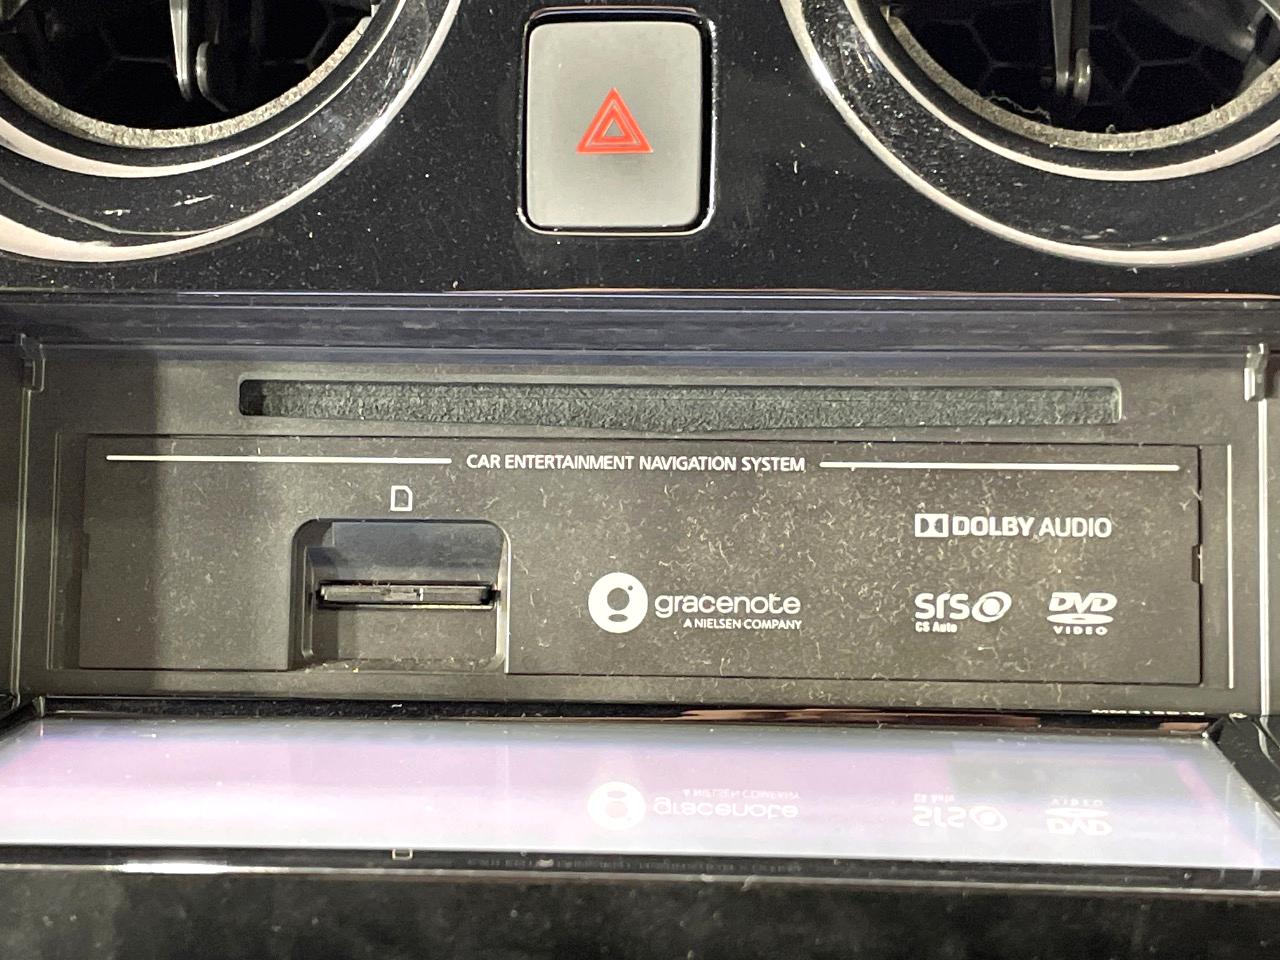 CAR ENTERTAINMENT NAVIGATION SYSTEM
DOLBY AUDIO
gracenote
A NIELSEN COMPANY
SRS
CS Auto
DVD
VIDEO